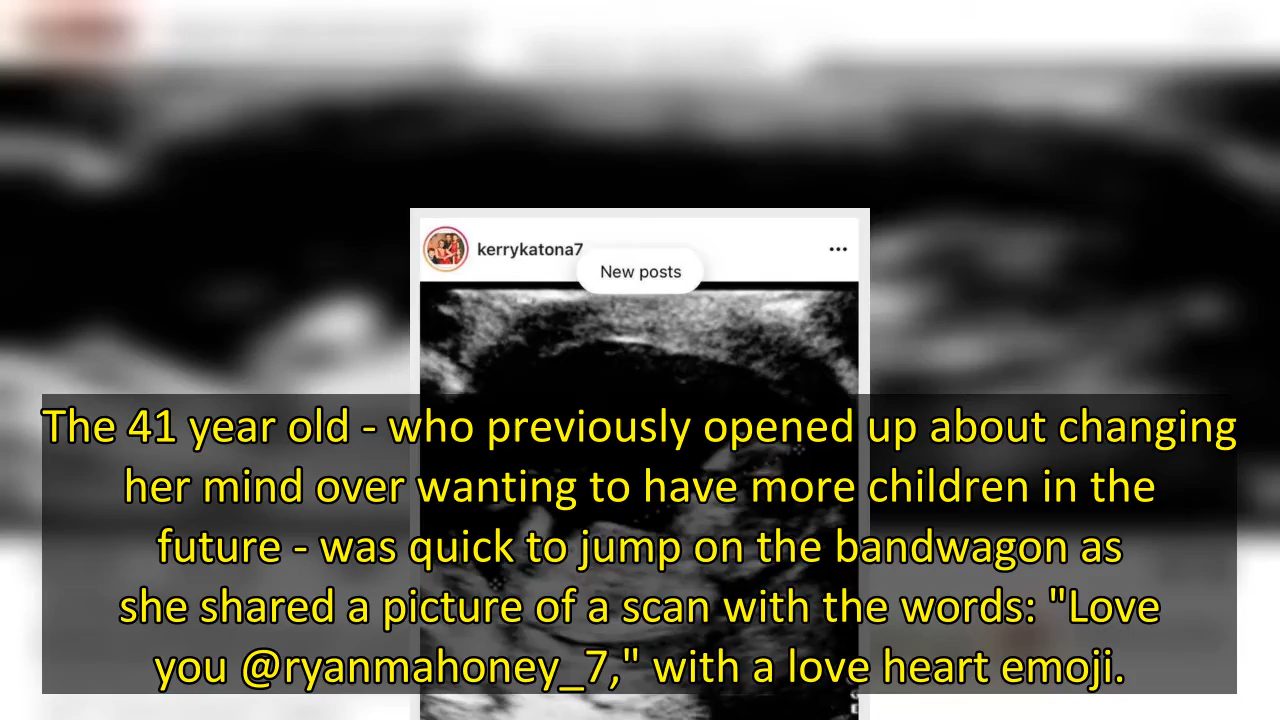 kerrykatona7
New posts
The 41 year old - who previously opened up about changing
her mind over wanting to have more children in the
future - was quick to jump on the bandwagon as
she shared a picture of a scan with the words: "Love
you @ryanmahoney_7," with a love heart emoji.